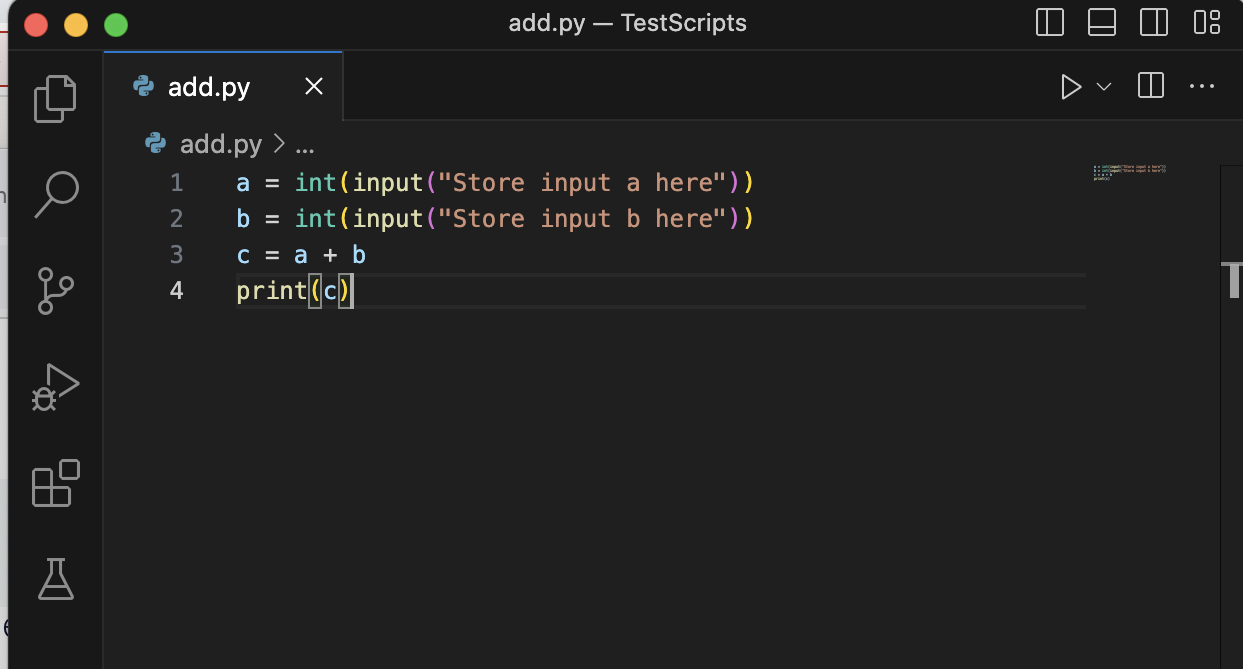 add.py — TestScripts
add.py
add.py > ...
1 a = int(input("Store input a here"))
2 b = int(input("Store input b here"))
3 c = a + b
4 print(c)